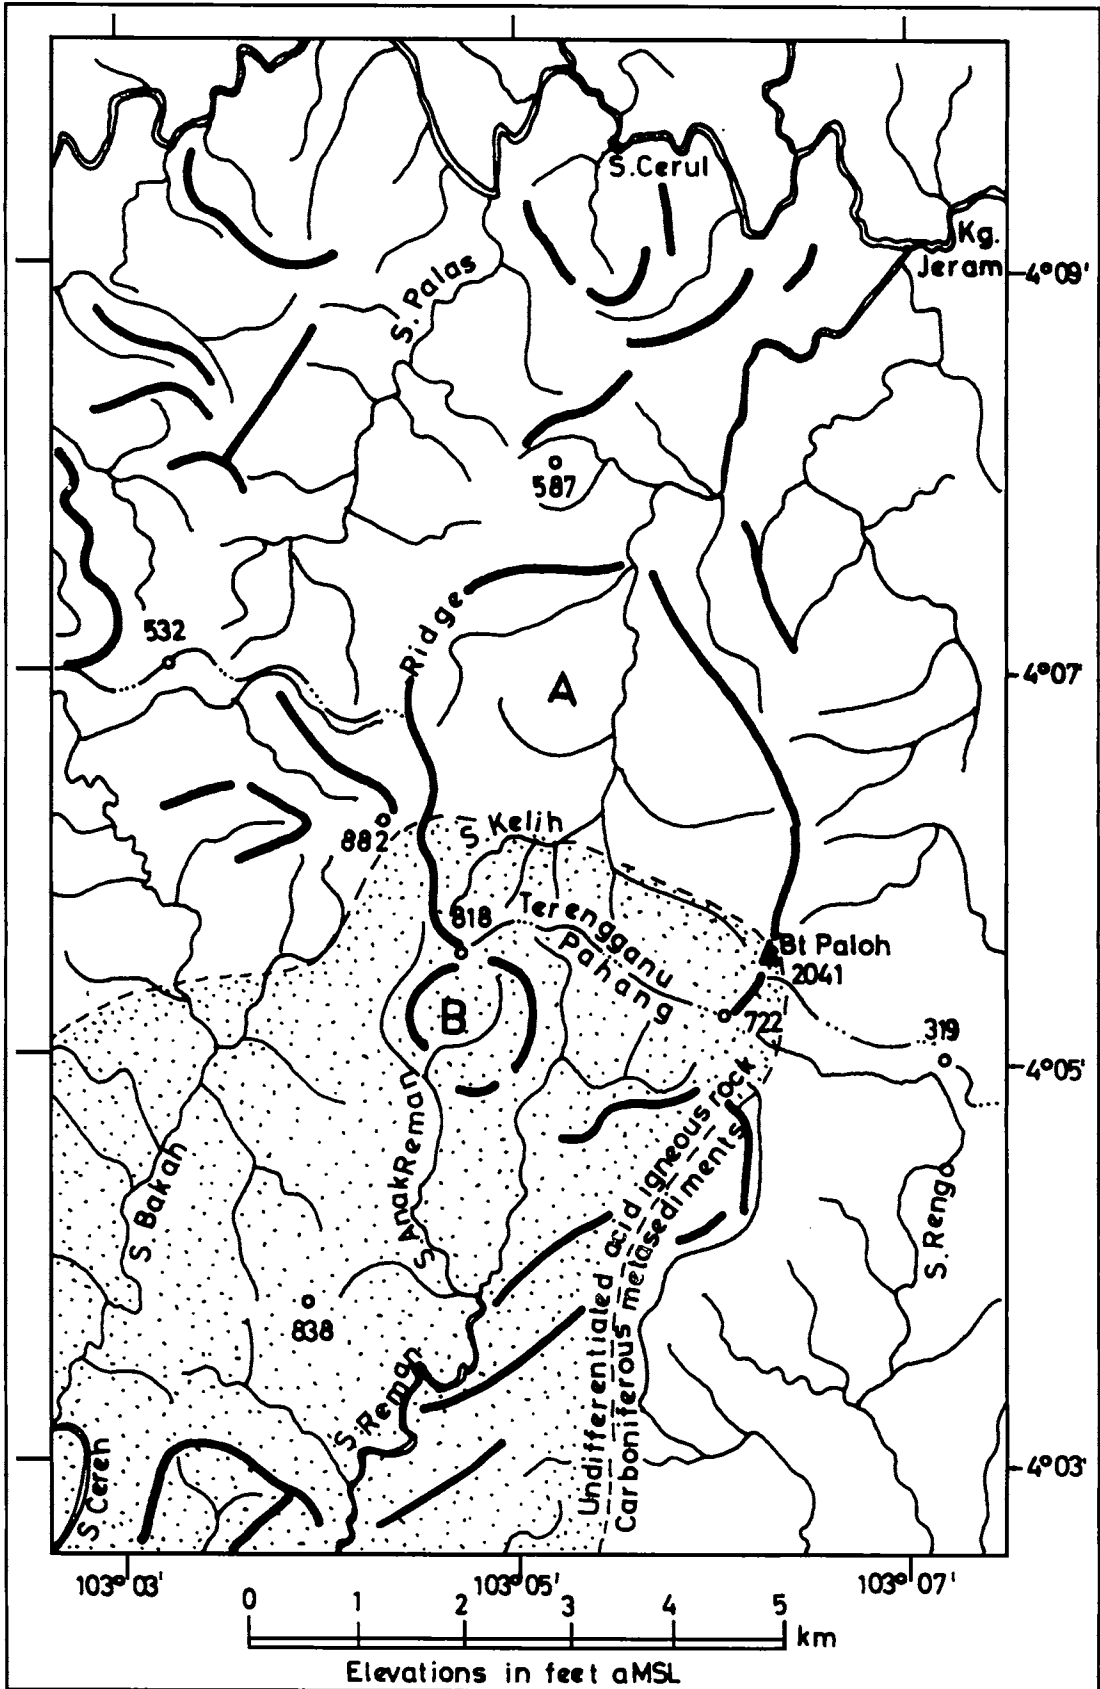 S. Cerul
Kg.
Jeram
4°09'
S. Palas
587
532
Ridge
A
4°07'
882
S Kelih
818
Terengganu
Pahang
Bt Paloh
2041
B
722
319
4°05'
S AnakReman
S Bakah
S. Rengo
Undifferentialed acid igneous rock
Carboniferous metasediments
838
S Reman
S Cereh
4°03'
103°03'
103°05'
103°07'
0 1 2 3 4 5
km
Elevations in feet aMSL